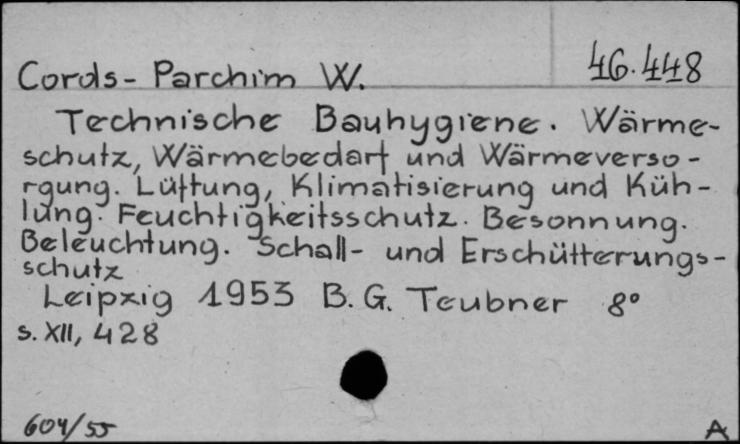 46.448
Cords-Parchim W.
Technische Bauhygiene. Wärme-
schutz, Wärmebedarf und Wärmeverso-
rgung. Lüftung, Klimatisierung und Küh-
lung. Feuchtigkeitsschutz. Besonnung.
Beleuchtung. Schall- und Erschütterungs-
schutz
Leipzig 1953 B. G. Teubner 8°
s. XII, 428
604/55
A